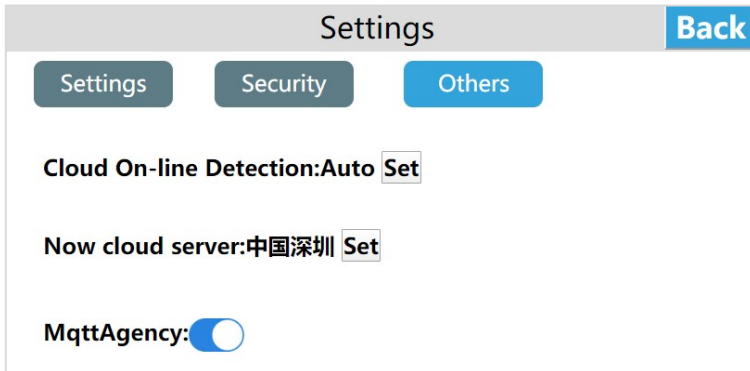 Settings Back
Settings Security Others
Cloud On-line Detection:Auto Set
Now cloud server:中国深圳 Set
MqttAgency: